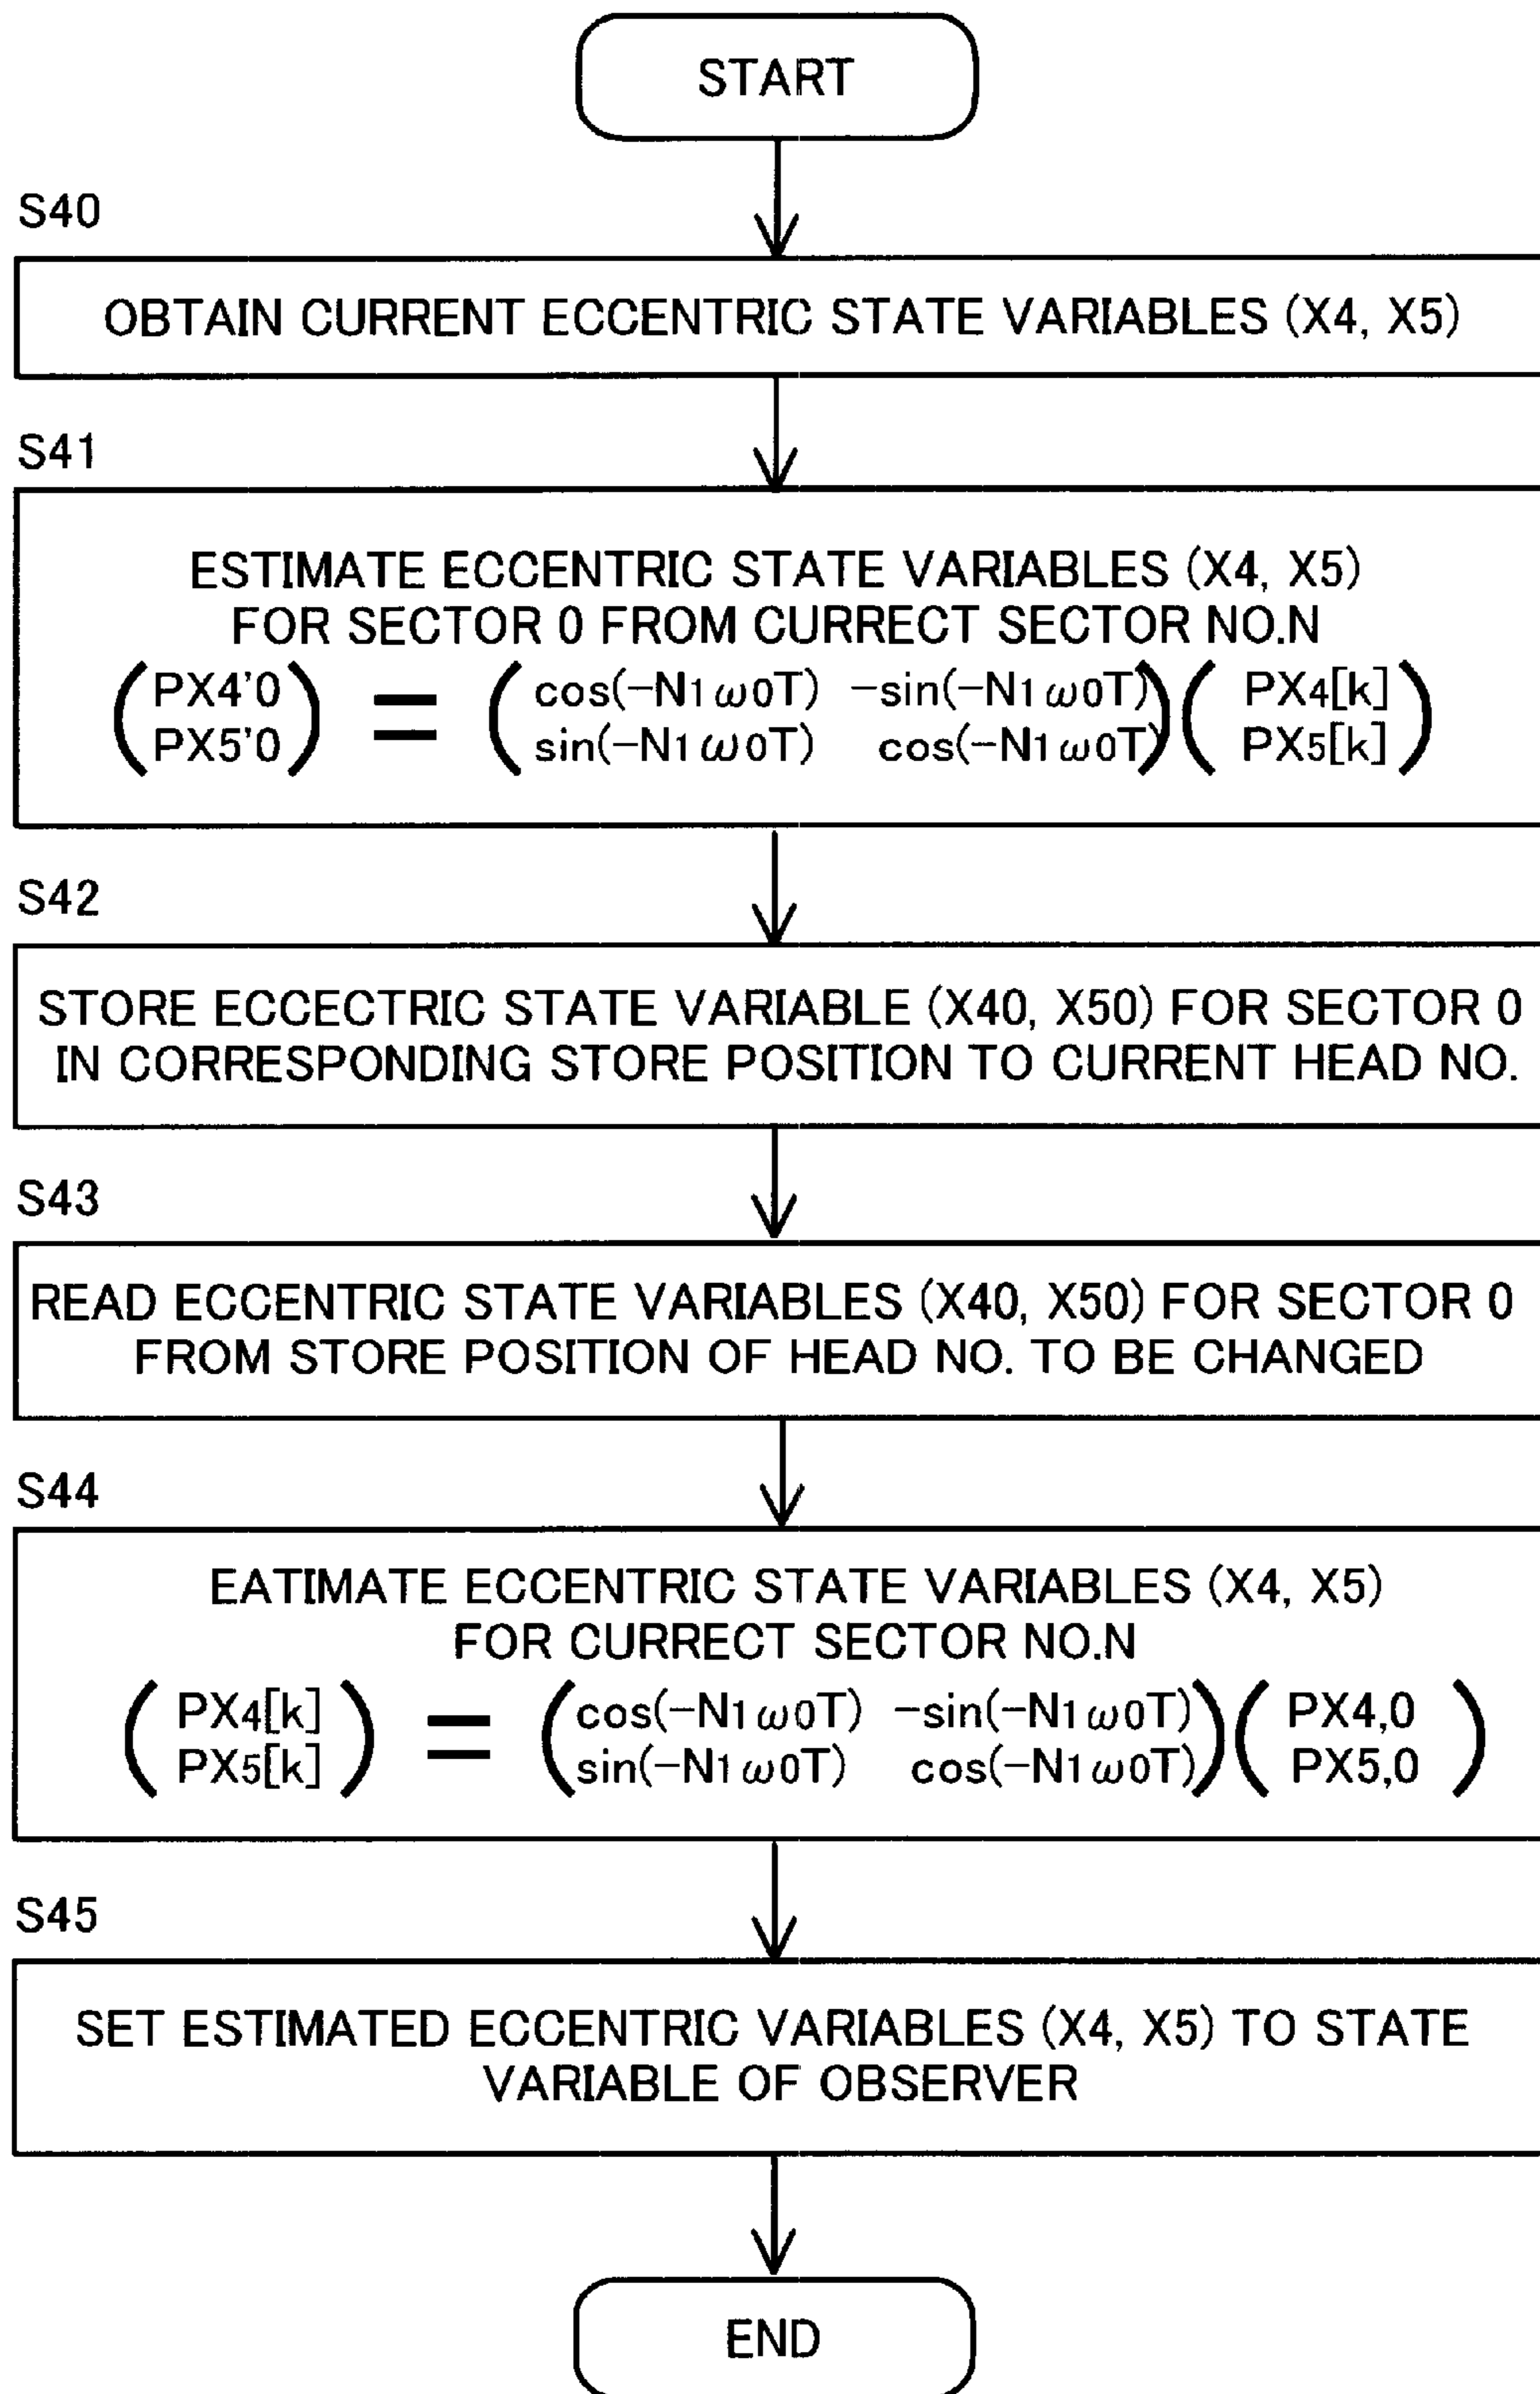 START
S40
OBTAIN CURRENT ECCENTRIC STATE VARIABLES (X4, X5)
S41
ESTIMATE ECCENTRIC STATE VARIABLES (X4, X5)
FOR SECTOR 0 FROM CURRECT SECTOR NO.N
(PX4'0) = (cos(-N1ω0T) -sin(-N1ω0T))(PX4[k])
(PX5'0) (sin(-N1ω0T) cos(-N1ω0T))(PX5[k])
S42
STORE ECCECTRIC STATE VARIABLE (X40, X50) FOR SECTOR 0
IN CORRESPONDING STORE POSITION TO CURRENT HEAD NO.
S43
READ ECCENTRIC STATE VARIABLES (X40, X50) FOR SECTOR 0
FROM STORE POSITION OF HEAD NO. TO BE CHANGED
S44
EATIMATE ECCENTRIC STATE VARIABLES (X4, X5)
FOR CURRECT SECTOR NO.N
(PX4[k]) = (cos(-N1ω0T) -sin(-N1ω0T))(PX4,0)
(PX5[k]) (sin(-N1ω0T) cos(-N1ω0T))(PX5,0)
S45
SET ESTIMATED ECCENTRIC VARIABLES (X4, X5) TO STATE
VARIABLE OF OBSERVER
END